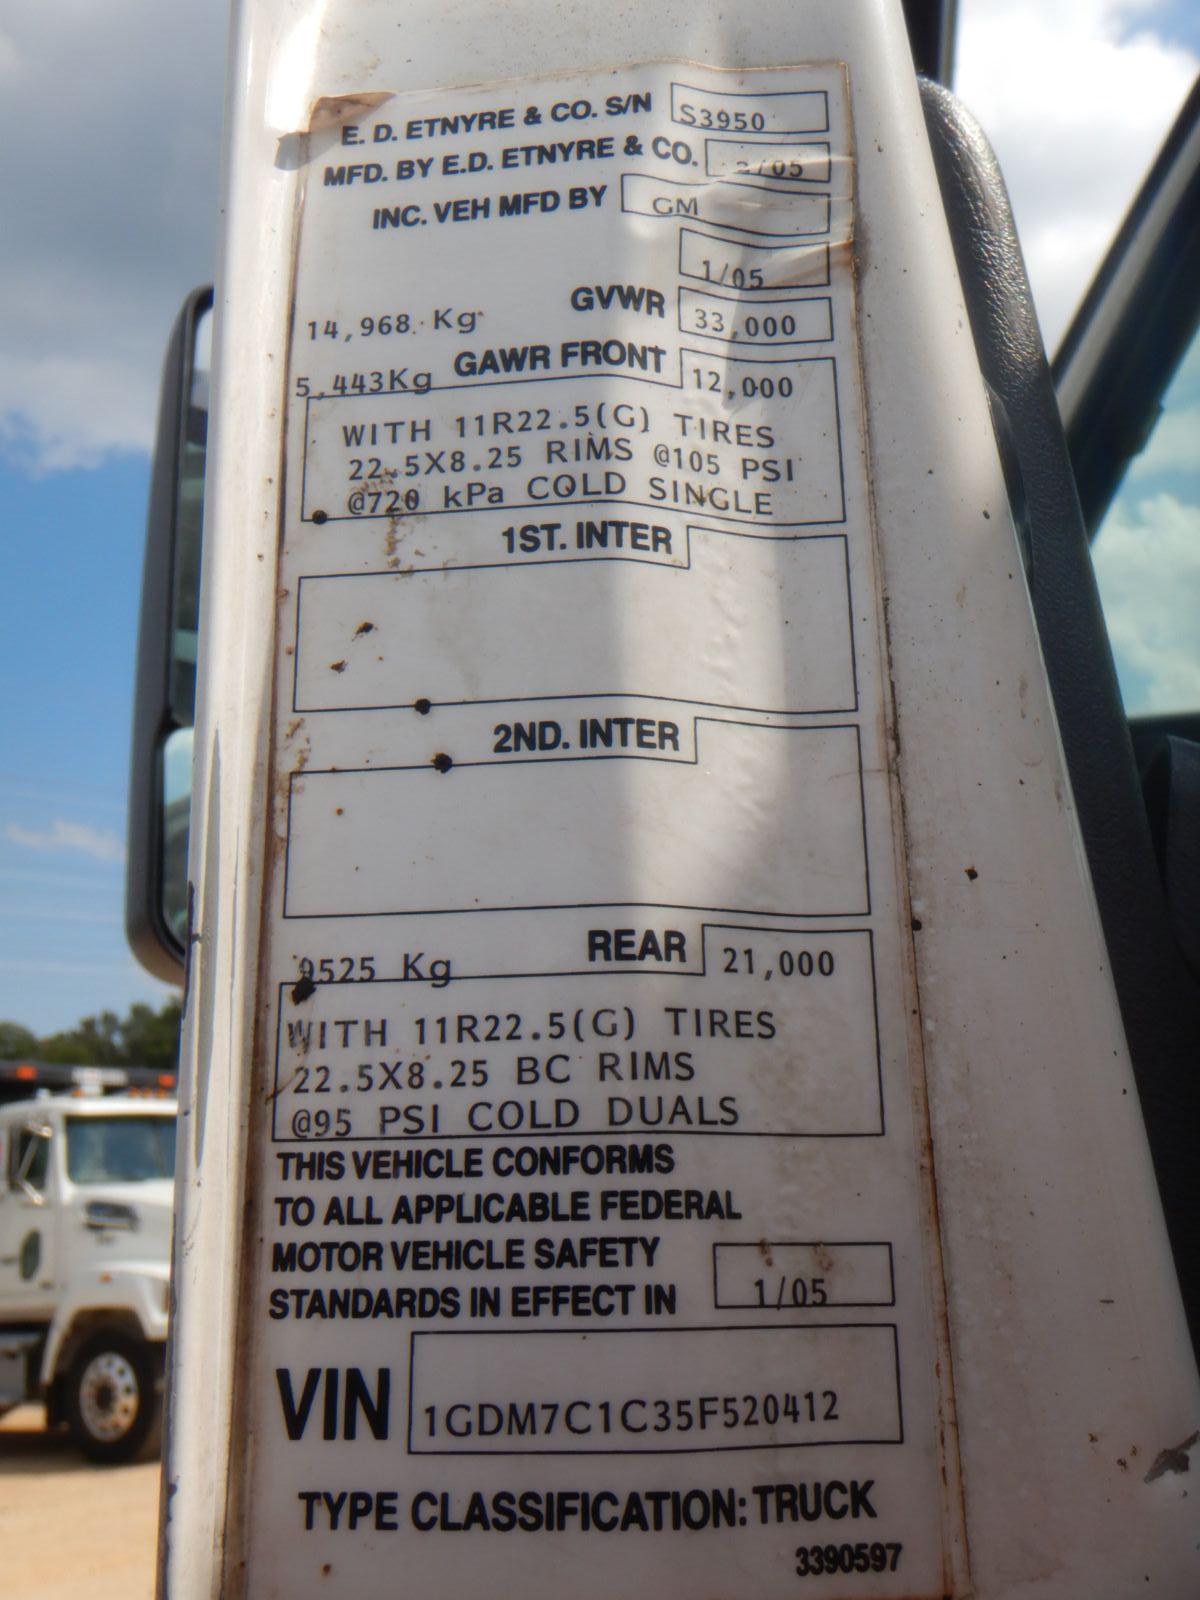 E. D. ETNYRE & CO. S/N S3950
MFD. BY E.D. ETNYRE & CO. 2/05
INC. VEH MFD BY GM
1/05
14,968 Kg GVWR 33,000
5,443Kg GAWR FRONT 12,000
WITH 11R22.5(G) TIRES
22.5X8.25 RIMS @105 PSI
@720 kPa COLD SINGLE
1ST. INTER
2ND. INTER
9525 Kg REAR 21,000
WITH 11R22.5(G) TIRES
22.5X8.25 BC RIMS
@95 PSI COLD DUALS
THIS VEHICLE CONFORMS
TO ALL APPLICABLE FEDERAL
MOTOR VEHICLE SAFETY
STANDARDS IN EFFECT IN 1/05
VIN 1GDM7C1C35F520412
TYPE CLASSIFICATION: TRUCK
3390597